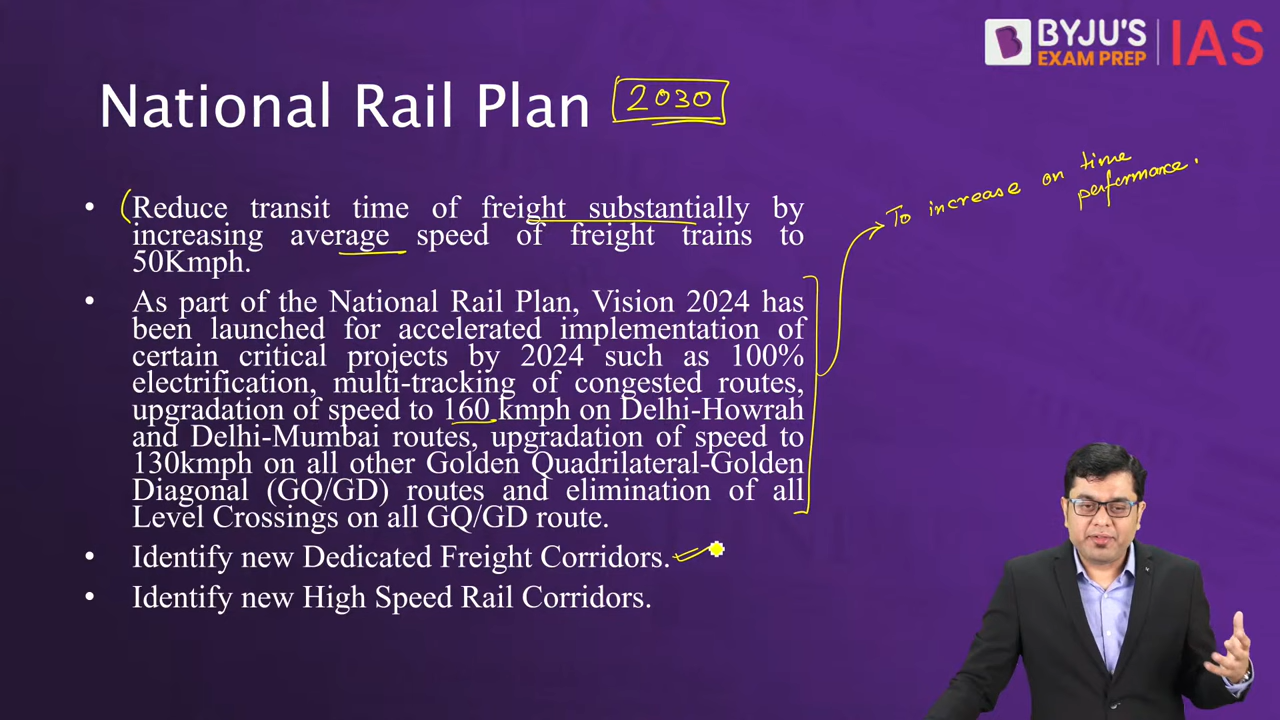 BYJU'S
EXAM PREP
IAS
National Rail Plan 2030
• Reduce transit time of freight substantially by
increasing average speed of freight trains to
50Kmph.
To increase on time
performance.
• As part of the National Rail Plan, Vision 2024 has
been launched for accelerated implementation of
certain critical projects by 2024 such as 100%
electrification, multi-tracking of congested routes,
upgradation of speed to 160 kmph on Delhi-Howrah
and Delhi-Mumbai routes, upgradation of speed to
130kmph on all other Golden Quadrilateral-Golden
Diagonal (GQ/GD) routes and elimination of all
Level Crossings on all GQ/GD route.
• Identify new Dedicated Freight Corridors.
• Identify new High Speed Rail Corridors.